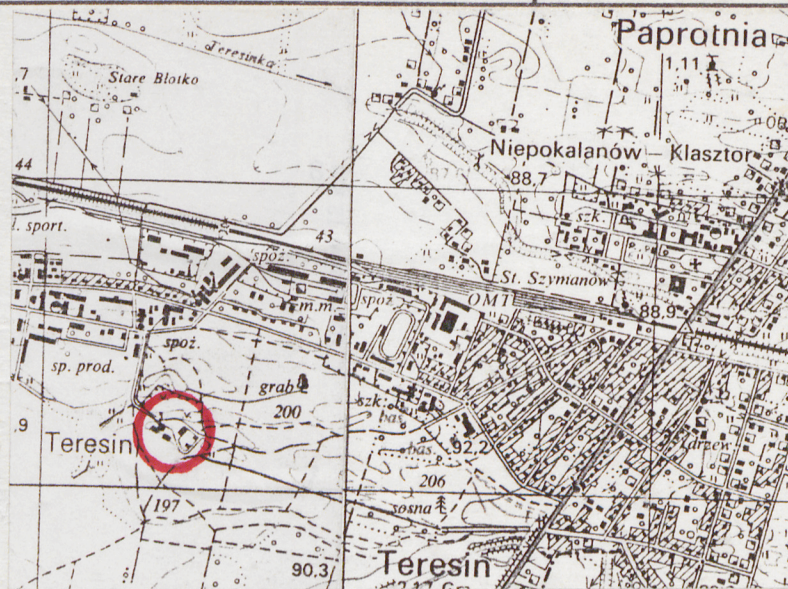 Paprotnia
Teresinka
1.11
.7
Stare Błotko
Niepokalanów – Klasztor
44
88.7
szk.
ł. sport.
43
spoż.
St. Szymanów
m.m.
spoż
88.9
spoż.
sp. prod.
grab
200
szk.
bas.
.9
Teresin
bas.
92.2
206
197
sosna
Teresin
90.3